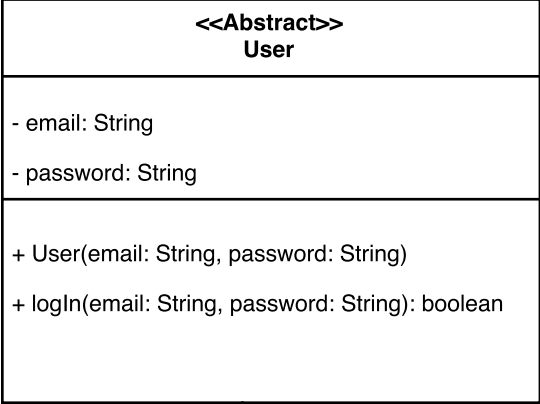 <<Abstract>>
User
- email: String
- password: String
+ User(email: String, password: String)
+ logIn(email: String, password: String): boolean